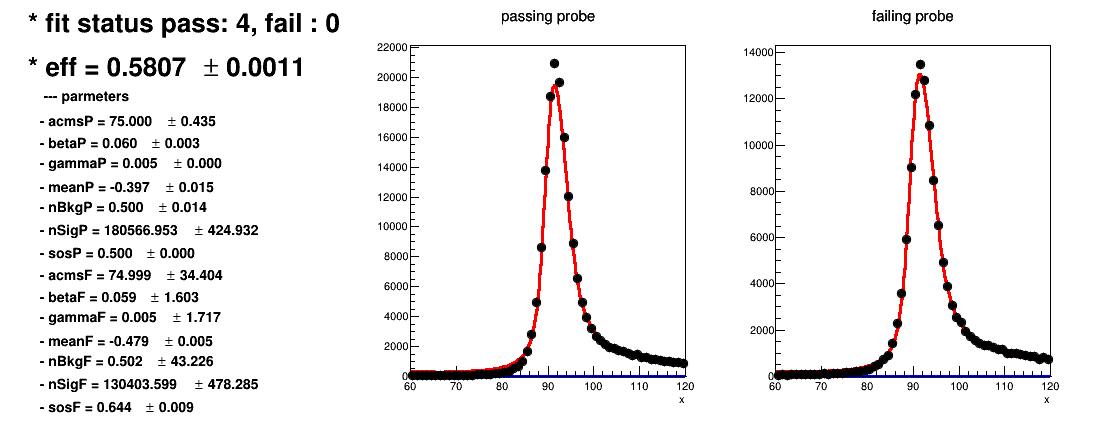 * fit status pass: 4, fail : 0
* eff = 0.5807 ± 0.0011
--- parmeters
- acmsP = 75.000 ± 0.435
- betaP = 0.060 ± 0.003
- gammaP = 0.005 ± 0.000
- meanP = -0.397 ± 0.015
- nBkgP = 0.500 ± 0.014
- nSigP = 180566.953 ± 424.932
- sosP = 0.500 ± 0.000
- acmsF = 74.999 ± 34.404
- betaF = 0.059 ± 1.603
- gammaF = 0.005 ± 1.717
- meanF = -0.479 ± 0.005
- nBkgF = 0.502 ± 43.226
- nSigF = 130403.599 ± 478.285
- sosF = 0.644 ± 0.009
passing probe
22000
20000
18000
16000
14000
12000
10000
8000
6000
4000
2000
0
60 70 80 90 100 110 120
x
failing probe
14000
12000
10000
8000
6000
4000
2000
0
60 70 80 90 100 110 120
x